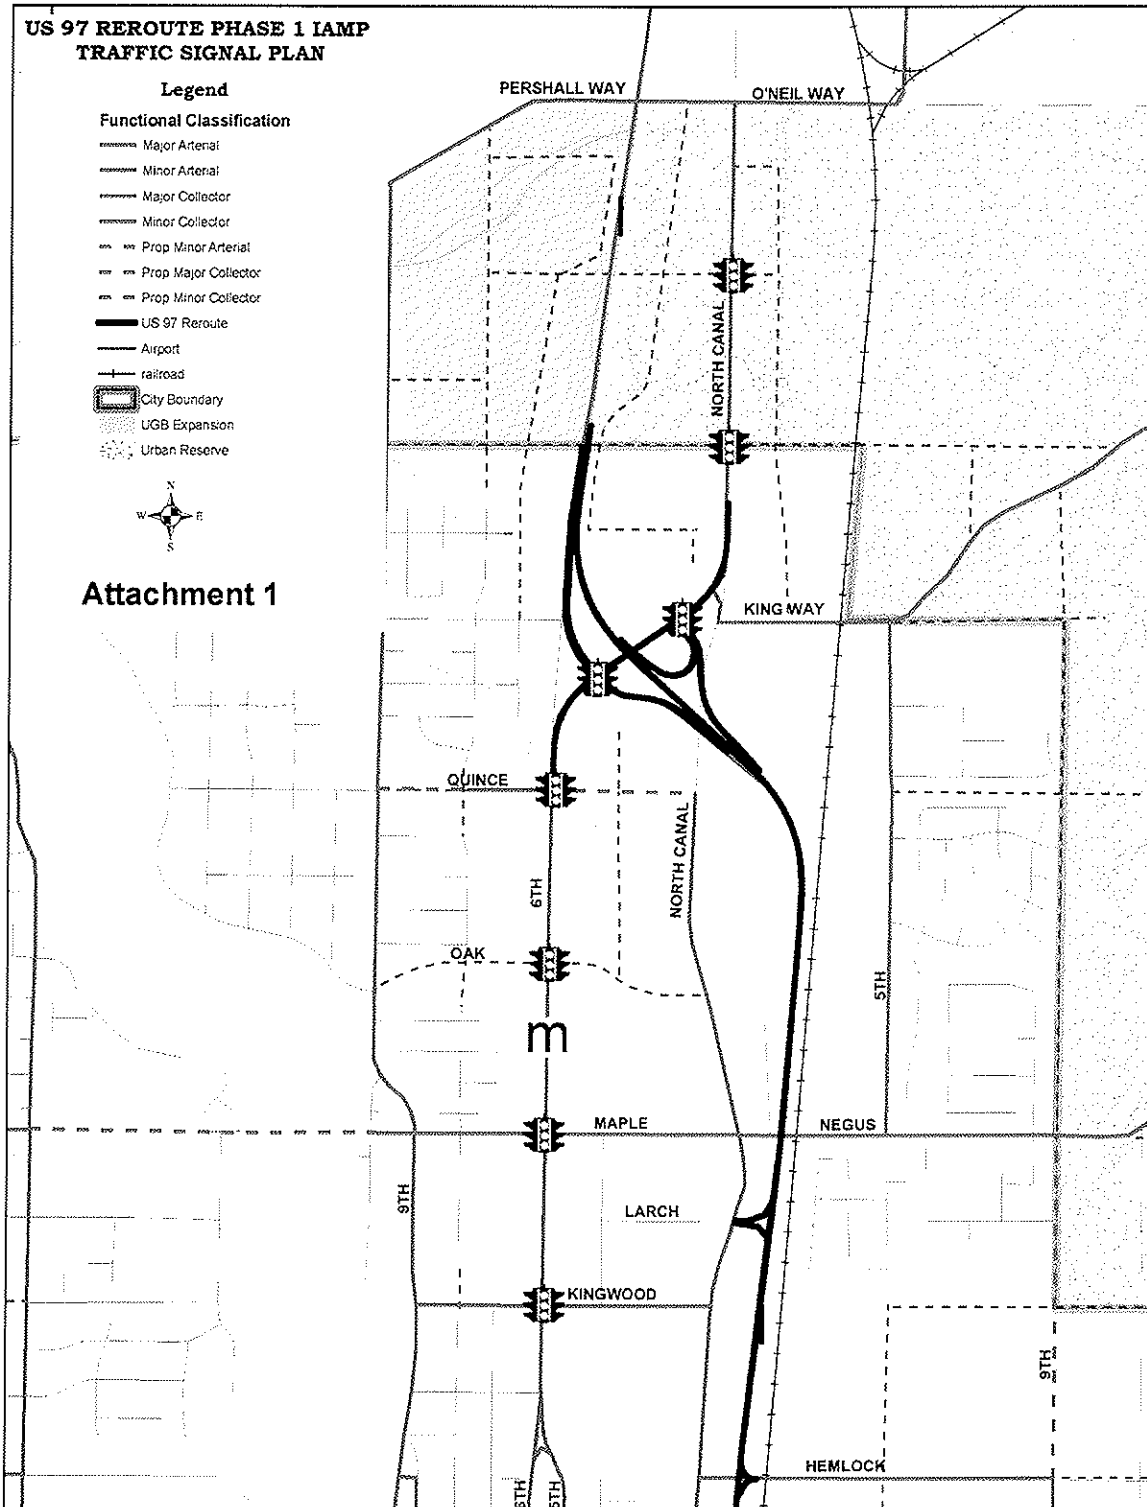 US 97 REROUTE PHASE 1 IAMP
TRAFFIC SIGNAL PLAN
Legend
Functional Classification
Major Arterial
Minor Arterial
Major Collector
Minor Collector
Prop Minor Arterial
Prop Major Collector
Prop Minor Collector
US 97 Reroute
Airport
railroad
City Boundary
UGB Expansion
Urban Reserve
N
W E
S
Attachment 1
PERSHALL WAY
O'NEIL WAY
NORTH CANAL
KING WAY
QUINCE
NORTH CANAL
6TH
OAK
5TH
m
MAPLE
NEGUS
9TH
LARCH
KINGWOOD
9TH
HEMLOCK
6TH
5TH